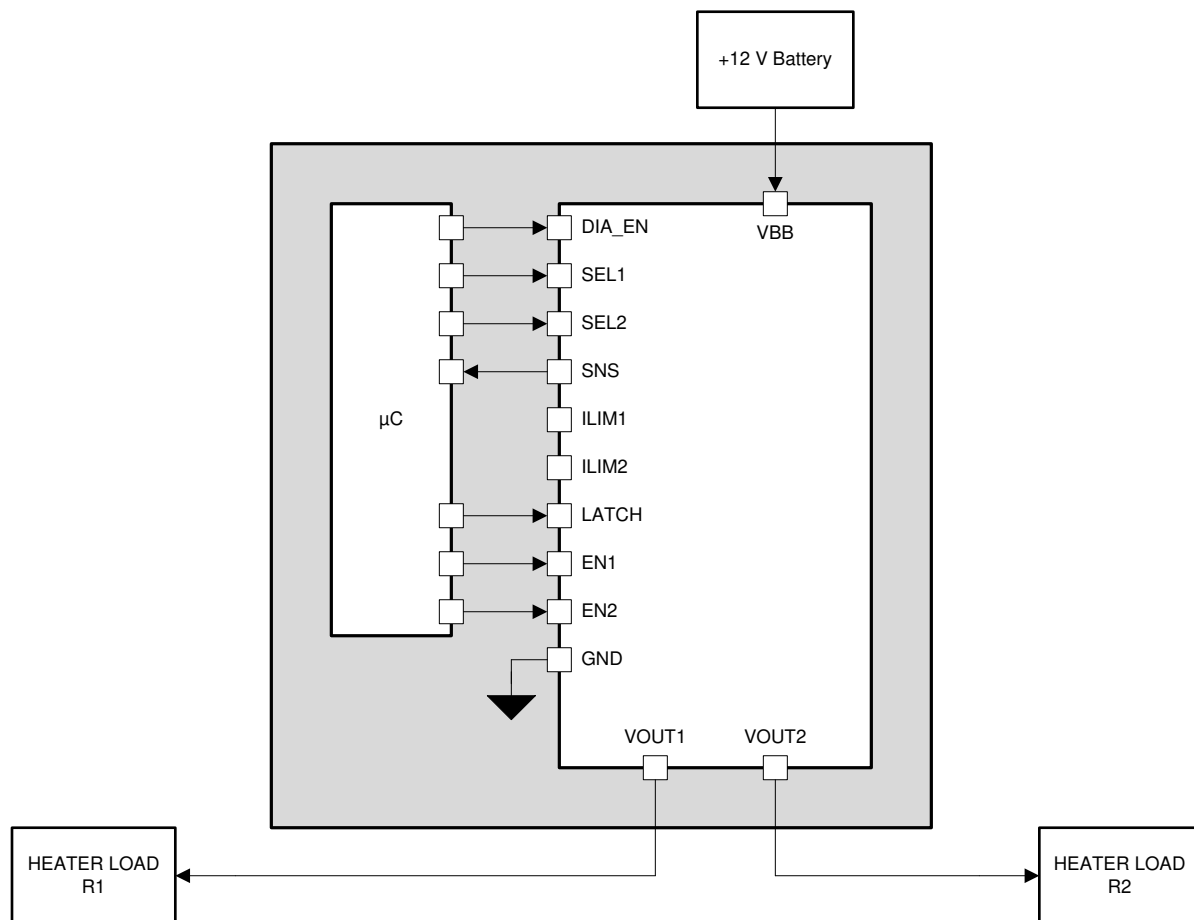 +12 V Battery
VBB
DIA_EN
SEL1
SEL2
SNS
ILIM1
ILIM2
LATCH
EN1
EN2
GND
µC
VOUT1
VOUT2
HEATER LOAD
R1
HEATER LOAD
R2